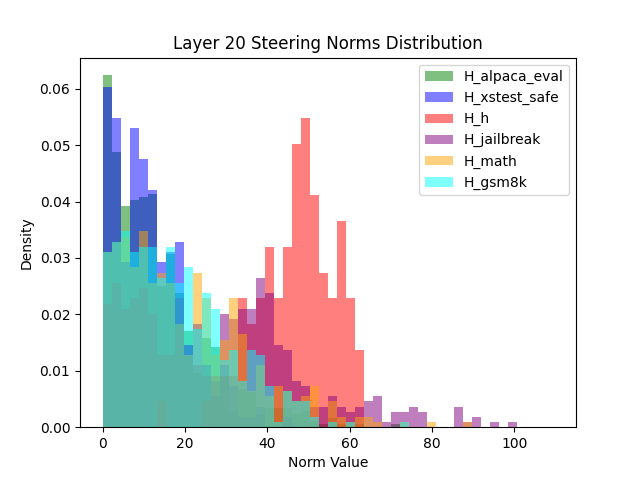 Layer 20 Steering Norms Distribution
Density
0.06
0.05
0.04
0.03
0.02
0.01
0.00
H_alpaca_eval
H_xstest_safe
H_h
H_jailbreak
H_math
H_gsm8k
0 20 40 60 80 100
Norm Value